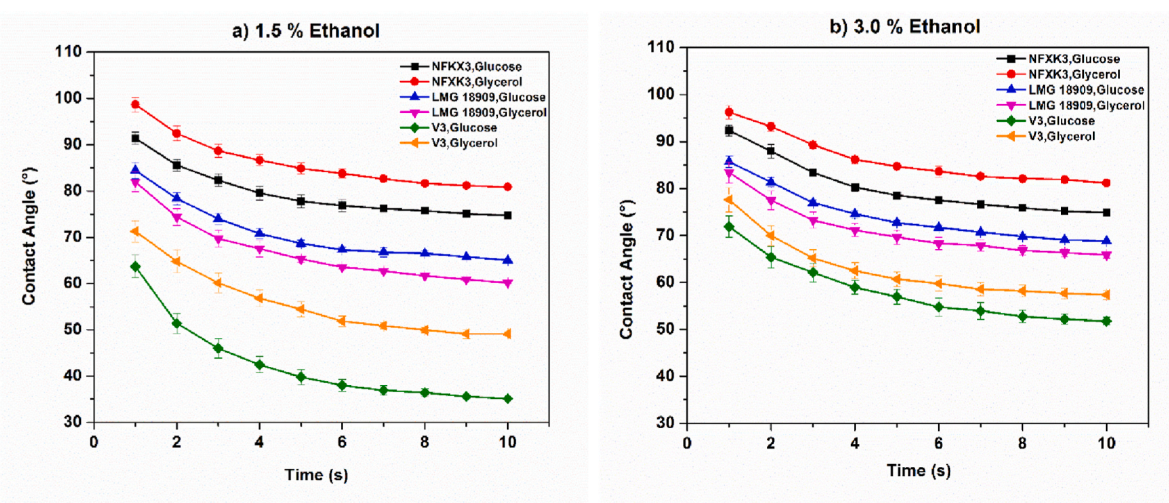 a) 1.5 % Ethanol
110
100
90
80
70
60
50
40
30
0
2
4
6
8
10
Contact Angle (°)
Time (s)
NFKX3,Glucose
NFXK3,Glycerol
LMG 18909,Glucose
LMG 18909,Glycerol
V3,Glucose
V3,Glycerol
b) 3.0 % Ethanol
110
100
90
80
70
60
50
40
30
0
2
4
6
8
10
Contact Angle (°)
Time (s)
NFXK3,Glucose
NFXK3,Glycerol
LMG 18909,Glucose
LMG 18909,Glycerol
V3,Glucose
V3,Glycerol